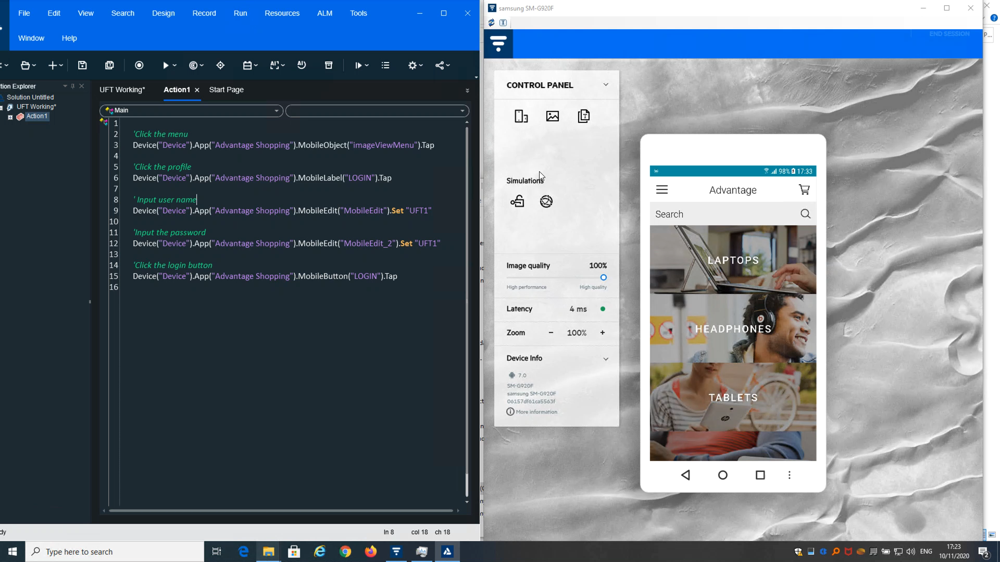 File Edit View Search Design Record Run Resources ALM Tools
Window Help
tion Explorer
Solution Untitled
UFT Working*
Action1
UFT Working* Action1 Start Page
Main
1
2 'Click the menu
3 Device("Device").App("Advantage Shopping").MobileObject("imageViewMenu").Tap
4
5 'Click the profile
6 Device("Device").App("Advantage Shopping").MobileLabel("LOGIN").Tap
7
8 ' Input user name
9 Device("Device").App("Advantage Shopping").MobileEdit("MobileEdit").Set "UFT1"
10
11 'Input the password
12 Device("Device").App("Advantage Shopping").MobileEdit("MobileEdit_2").Set "UFT1"
13
14 'Click the login button
15 Device("Device").App("Advantage Shopping").MobileButton("LOGIN").Tap
16
dy ln 8 col 18 ch 18
samsung SM-G920F
END SESSION
P...
CONTROL PANEL
Simulations
Image quality 100%
High performance High quality
Latency 4 ms
Zoom - 100% +
Device Info
7.0
SM-G920F
samsung SM-G920F
06157df61ca5563f
More information
98% 17:33
Advantage
Search
LAPTOPS
HEADPHONES
TABLETS
Type here to search
ENG
17:23
10/11/2020
2